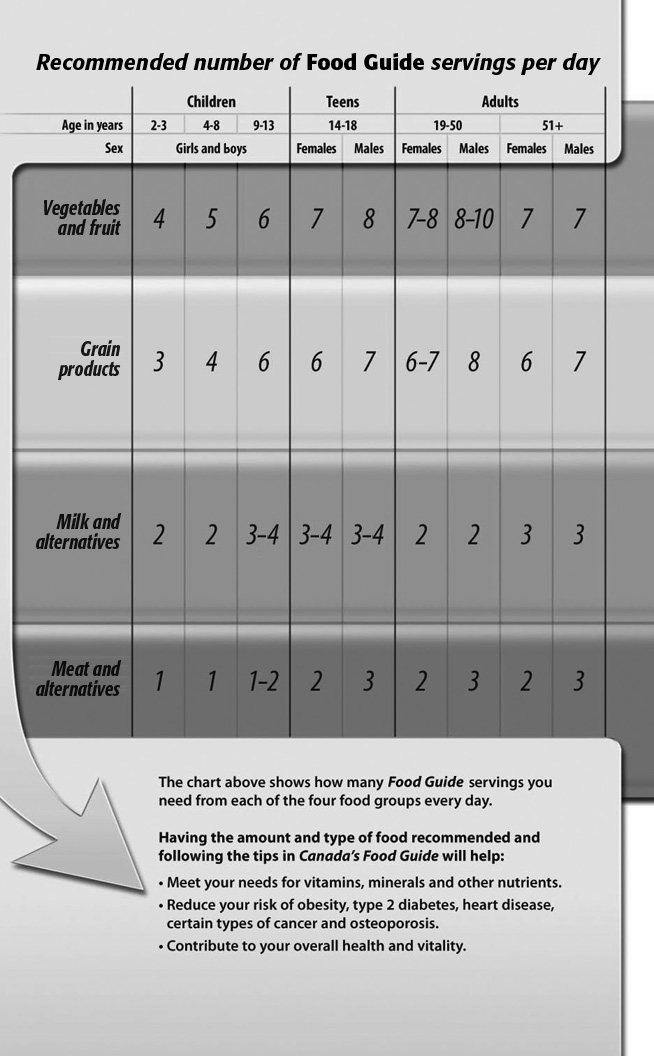 Recommended number of Food Guide servings per day
Children Teens Adults
Age in years 2-3 4-8 9-13 14-18 19-50 51+
Sex Girls and boys Females Males Females Males Females Males
Vegetables
and fruit 4 5 6 7 8 7–8 8–10 7 7
Grain
products 3 4 6 6 7 6–7 8 6 7
Milk and
alternatives 2 2 3–4 3–4 3–4 2 2 3 3
Meat and
alternatives 1 1 1–2 2 3 2 3 2 3
The chart above shows how many Food Guide servings you
need from each of the four food groups every day.
Having the amount and type of food recommended and
following the tips in Canada's Food Guide will help:
• Meet your needs for vitamins, minerals and other nutrients.
• Reduce your risk of obesity, type 2 diabetes, heart disease,
certain types of cancer and osteoporosis.
• Contribute to your overall health and vitality.